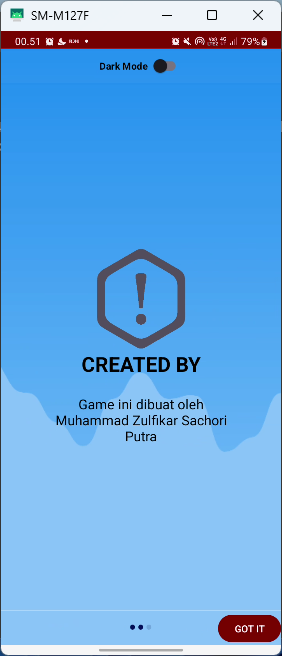 SM-M127F
00.51
79%
Dark Mode
CREATED BY
Game ini dibuat oleh
Muhammad Zulfikar Sachori
Putra
GOT IT